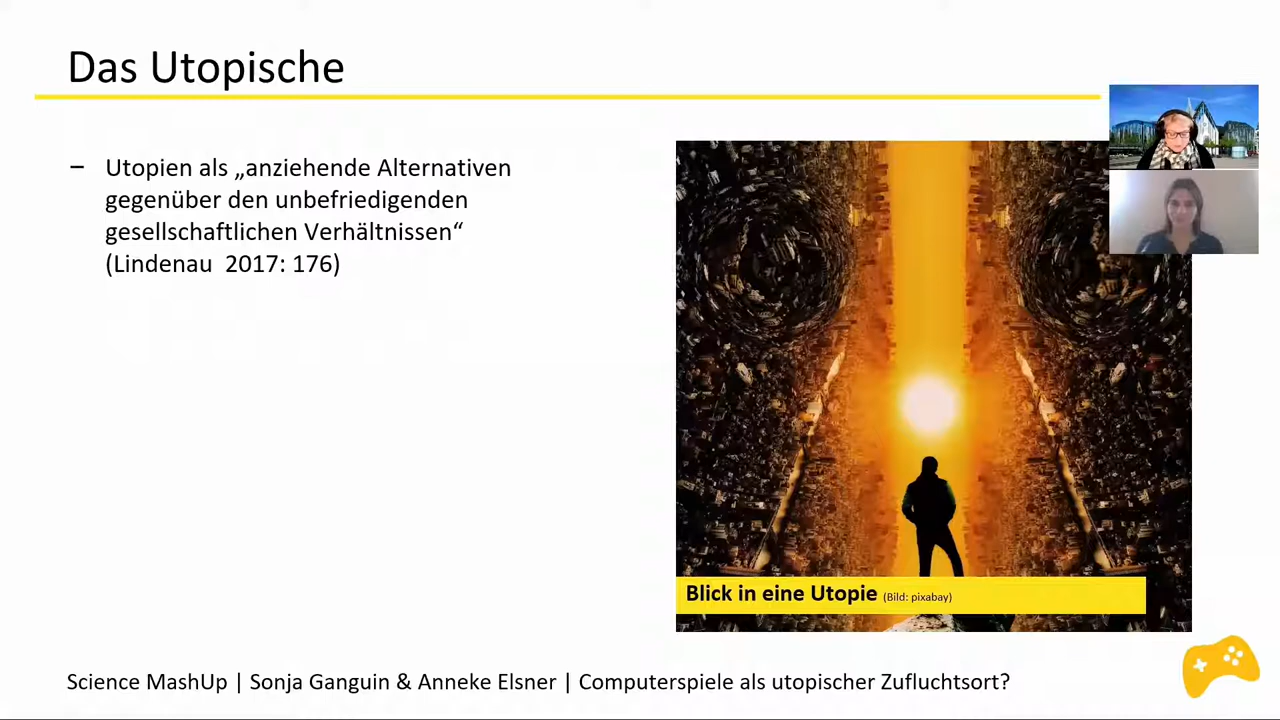 Das Utopische
– Utopien als „anziehende Alternativen
gegenüber den unbefriedigenden
gesellschaftlichen Verhältnissen“
(Lindenau 2017: 176)
Blick in eine Utopie (Bild: pixabay)
Science MashUp | Sonja Ganguin & Anneke Elsner | Computerspiele als utopischer Zufluchtsort?